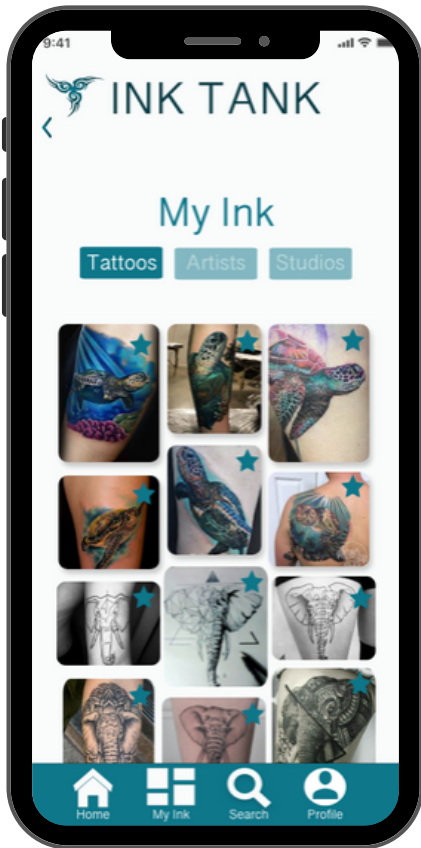 9:41
INK TANK
My Ink
Tattoos Artists Studios
Home My Ink Search Profile